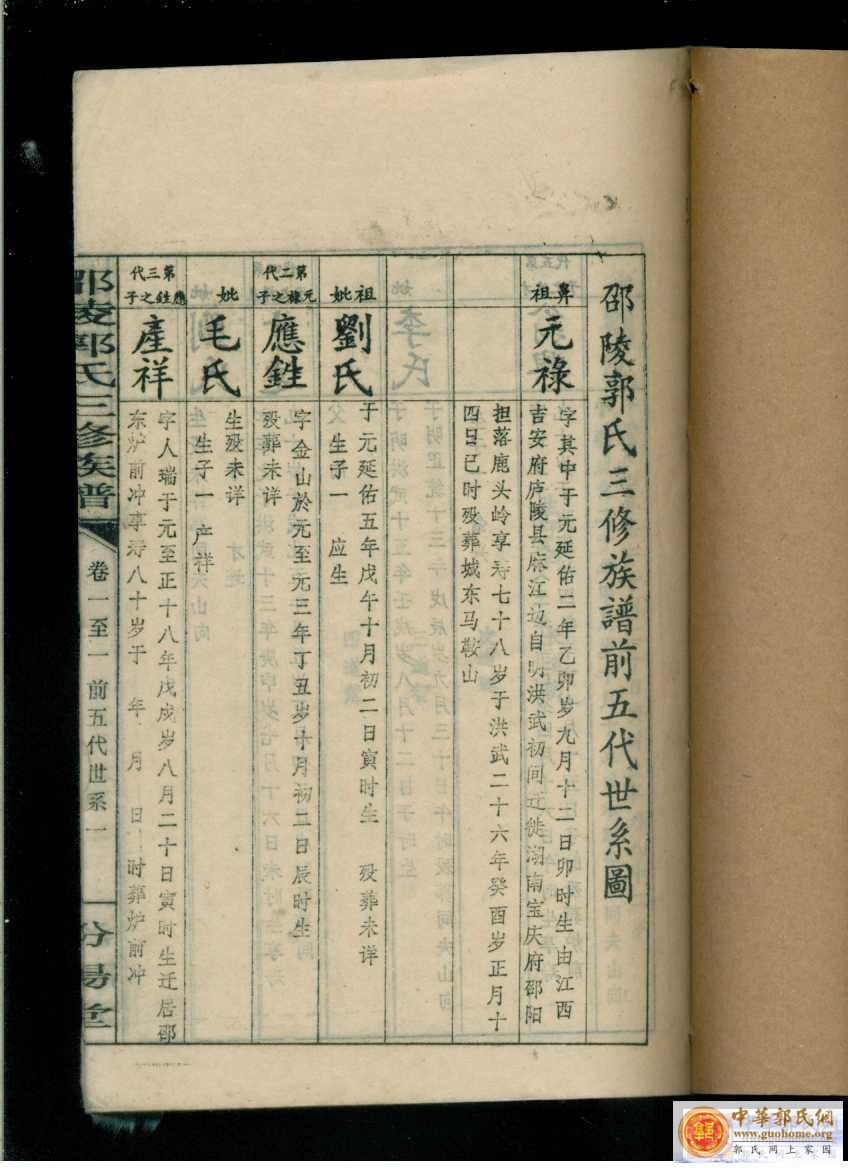 邵陵郭氏三修族譜前五代世系圖
鼻祖
元祿
字其中于元延佑二年乙卯岁九月十二日卯时生由江西
吉安府庐陵县麻江边自明洪武初间迁徙湖南宝庆府邵阳
担落鹿头岭享寿七十八岁于洪武二十六年癸酉岁正月十
四日巳时殁葬城东马鞍山
祖妣
劉氏
于元延佑五年戊午十月初二日寅时生 殁葬未详
生子一 应生
第二代
元祿之子
應鉎
字金山於元至元三年丁丑岁十月初二日辰时生
殁葬未详
妣
毛氏
生殁未详
生子一 产祥
第三代
應鉎之子
產祥
字人瑞于元至正十八年戊戌岁八月二十日寅时生迁居邵
东炉前冲享寿八十岁于 年 月 日 时葬炉前冲
邵陵郭氏三修族譜
卷一至一 前五代世系一
汾陽堂
中華郭氏網
www.guohome.org
郭氏网上家园